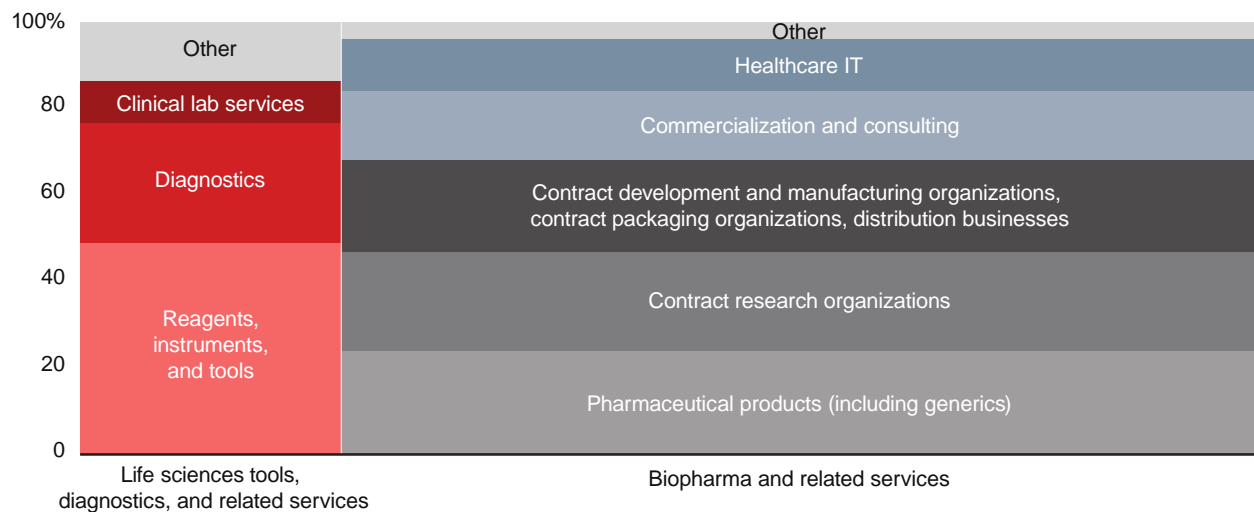 100%
80
60
40
20
0
Other
Clinical lab services
Diagnostics
Reagents,
instruments,
and tools
Other
Healthcare IT
Commercialization and consulting
Contract development and manufacturing organizations,
contract packaging organizations, distribution businesses
Contract research organizations
Pharmaceutical products (including generics)
Life sciences tools,
diagnostics, and related services
Biopharma and related services